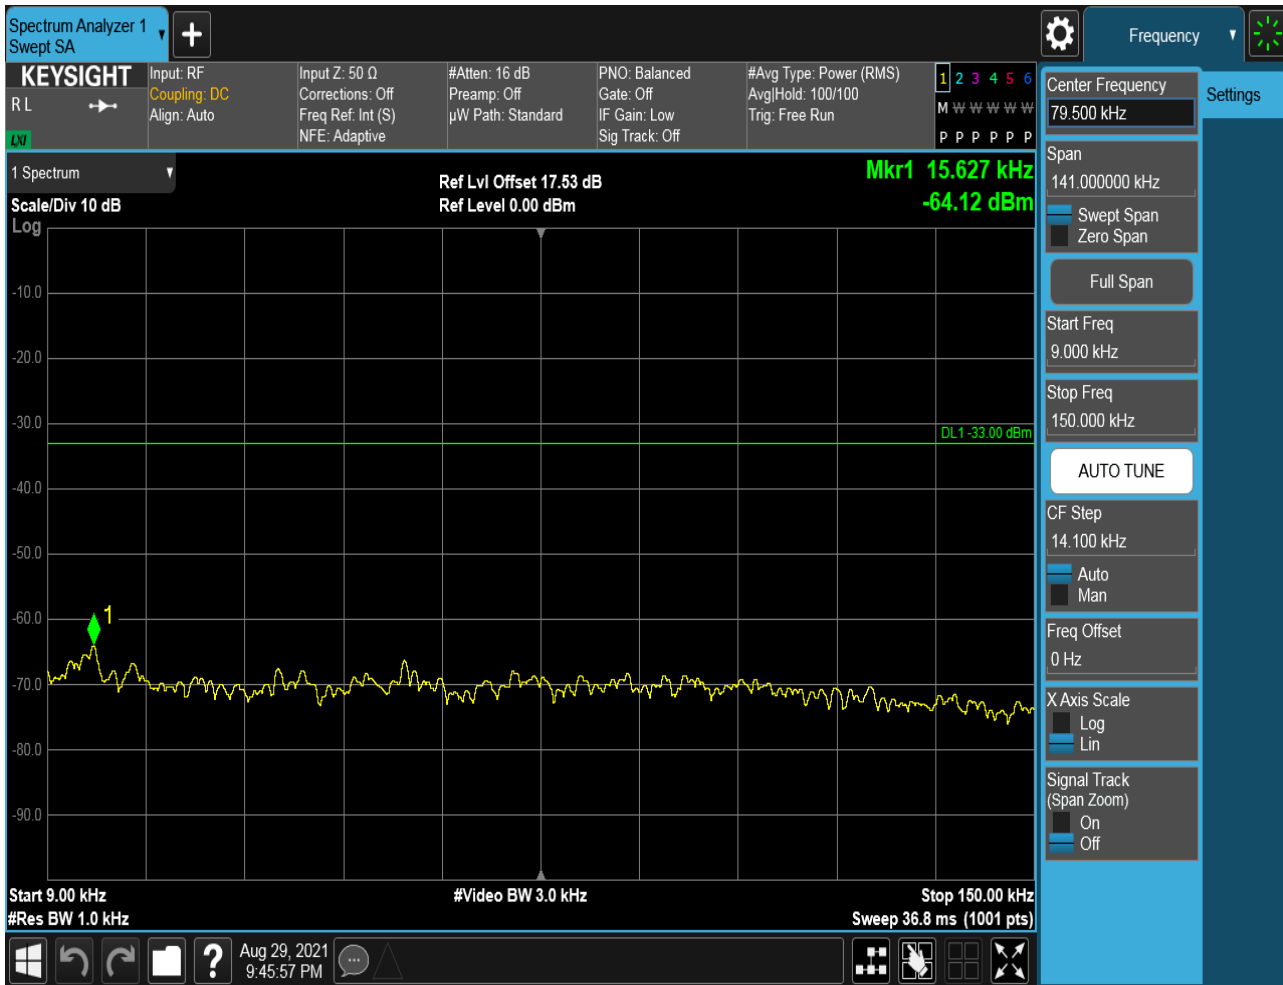 Spectrum Analyzer 1
Swept SA
Frequency
KEYSIGHT
R L
LXI
Input: RF
Coupling: DC
Align: Auto
Input Z: 50 Ω
Corrections: Off
Freq Ref: Int (S)
NFE: Adaptive
#Atten: 16 dB
Preamp: Off
µW Path: Standard
PNO: Balanced
Gate: Off
IF Gain: Low
Sig Track: Off
#Avg Type: Power (RMS)
Avg|Hold: 100/100
Trig: Free Run
1 2 3 4 5 6
M W W W W W
P P P P P P
1 Spectrum
Scale/Div 10 dB
Log
Ref Lvl Offset 17.53 dB
Ref Level 0.00 dBm
Mkr1 15.627 kHz
-64.12 dBm
-10.0
-20.0
-30.0
DL1 -33.00 dBm
-40.0
-50.0
-60.0
1
-70.0
-80.0
-90.0
Start 9.00 kHz
#Video BW 3.0 kHz
Stop 150.00 kHz
#Res BW 1.0 kHz
Sweep 36.8 ms (1001 pts)
?
Aug 29, 2021
9:45:57 PM
Center Frequency
79.500 kHz
Settings
Span
141.000000 kHz
Swept Span
Zero Span
Full Span
Start Freq
9.000 kHz
Stop Freq
150.000 kHz
AUTO TUNE
CF Step
14.100 kHz
Auto
Man
Freq Offset
0 Hz
X Axis Scale
Log
Lin
Signal Track
(Span Zoom)
On
Off